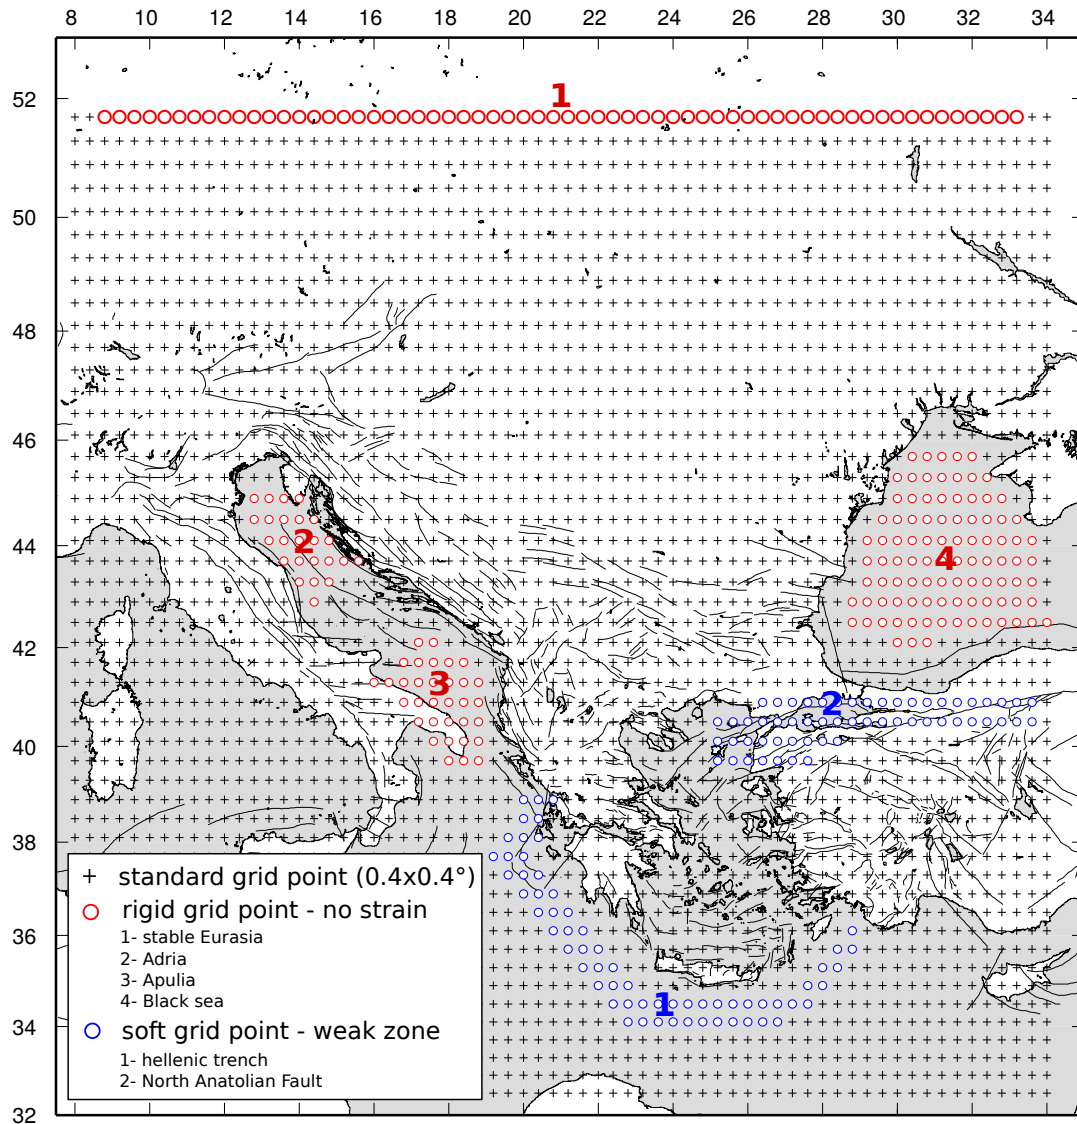 8 10 12 14 16 18 20 22 24 26 28 30 32 34
52
1
50
48
46
44
2
4
42
3
2
40
38
36
34
1
32
standard grid point (0.4x0.4°)
rigid grid point - no strain
1- stable Eurasia
2- Adria
3- Apulia
4- Black sea
soft grid point - weak zone
1- hellenic trench
2- North Anatolian Fault